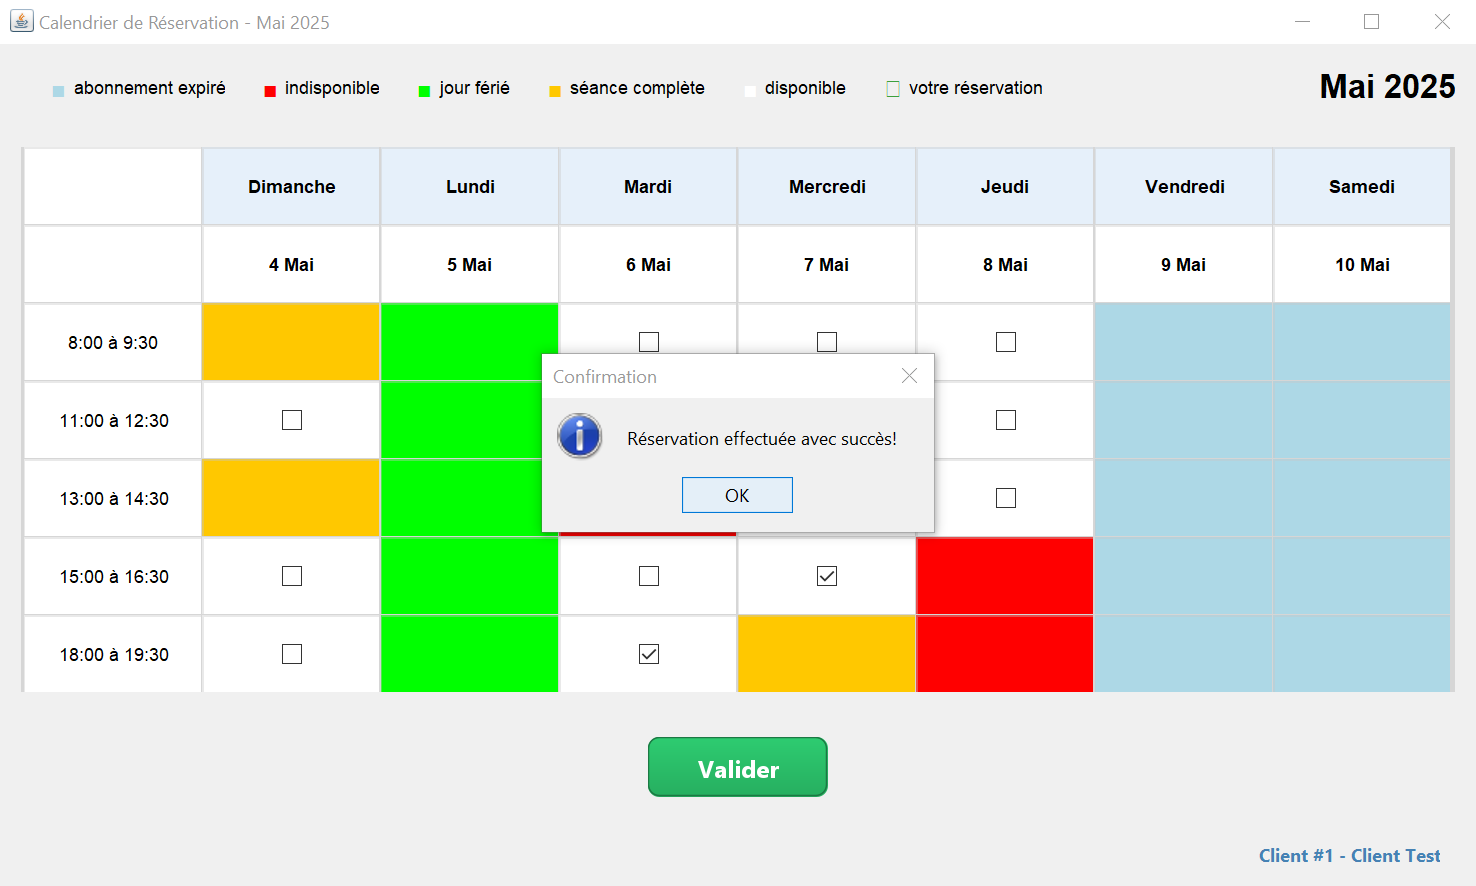 Calendrier de Réservation - Mai 2025
abonnement expiré indisponible jour férié séance complète disponible votre réservation Mai 2025
Dimanche Lundi Mardi Mercredi Jeudi Vendredi Samedi
4 Mai 5 Mai 6 Mai 7 Mai 8 Mai 9 Mai 10 Mai
8:00 à 9:30
Confirmation
11:00 à 12:30
Réservation effectuée avec succès!
13:00 à 14:30
OK
15:00 à 16:30
18:00 à 19:30
Valider
Client #1 - Client Test